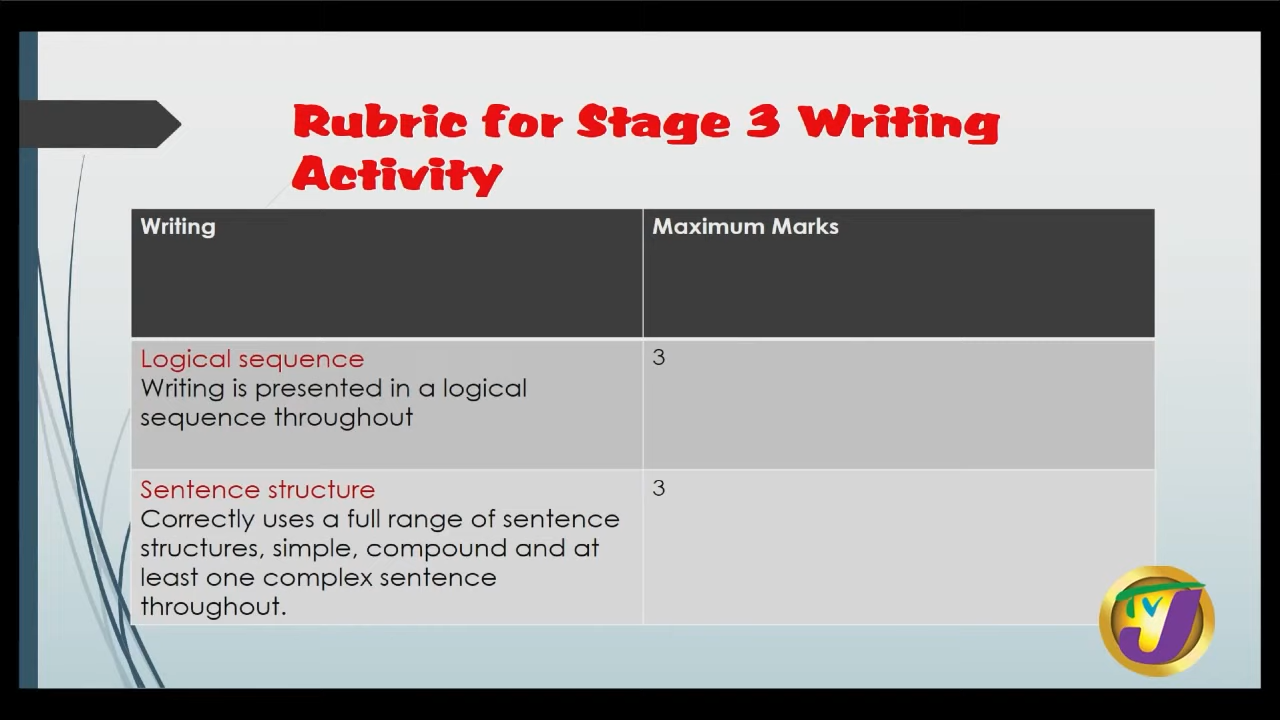 Rubric for Stage 3 Writing
Activity
Writing
Maximum Marks
Logical sequence
Writing is presented in a logical
sequence throughout
3
Sentence structure
Correctly uses a full range of sentence
structures, simple, compound and at
least one complex sentence
throughout.
3
TVJ